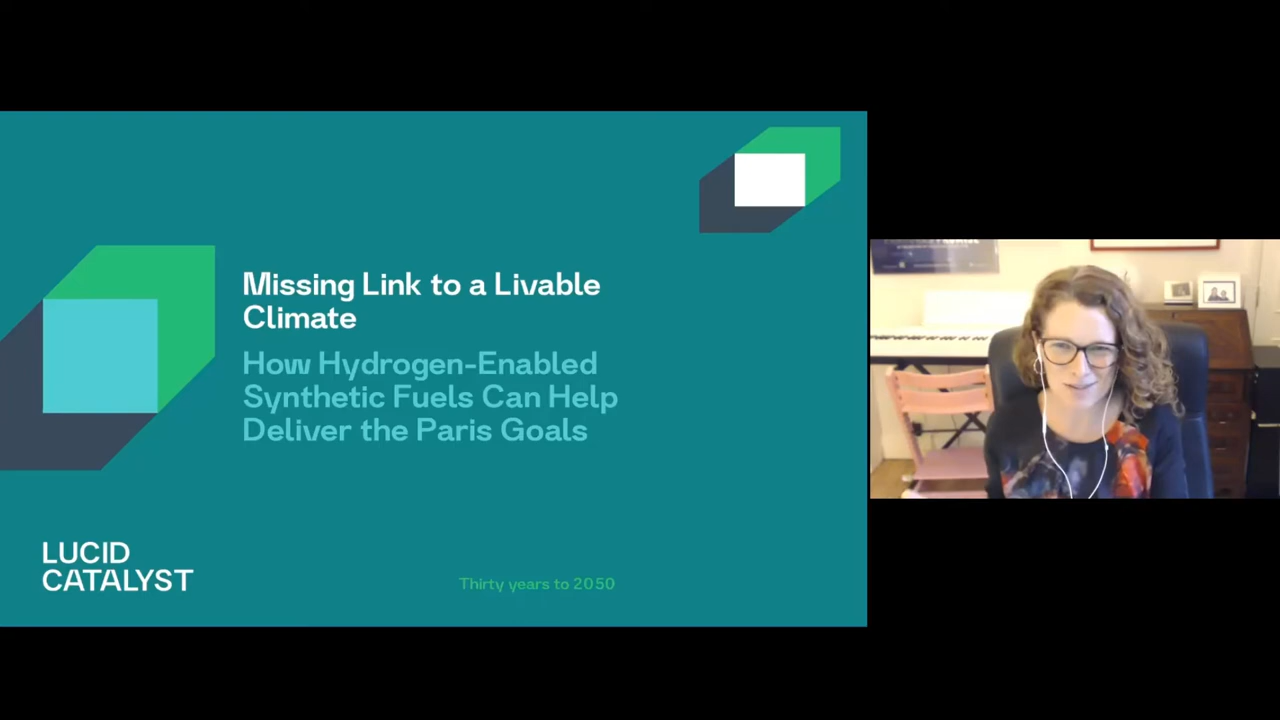 Missing Link to a Livable
Climate
How Hydrogen-Enabled
Synthetic Fuels Can Help
Deliver the Paris Goals
LUCID
CATALYST
Thirty years to 2050